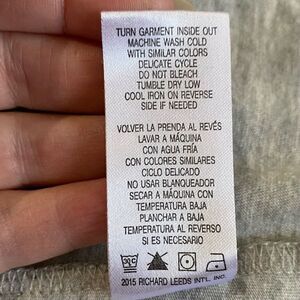 TURN GARMENT INSIDE OUT
MACHINE WASH COLD
WITH SIMILAR COLORS
DELICATE CYCLE
DO NOT BLEACH
TUMBLE DRY LOW
COOL IRON ON REVERSE
SIDE IF NEEDED
VOLVER LA PRENDA AL REVÉS
LAVAR A MÁQUINA
CON AGUA FRÍA
CON COLORES SIMILARES
CICLO DELICADO
NO USAR BLANQUEADOR
SECAR A MÁQUINA CON
TEMPERATURA BAJA
PLANCHAR A BAJA
TEMPERATURA AL REVERSO
SI ES NECESARIO
2015 RICHARD LEEDS INT'L. INC.